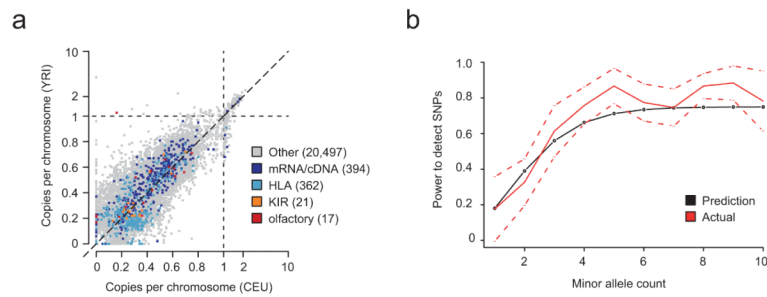 a
Copies per chromosome (YRI)
10
2
1
0.8
0.6
0.4
0.2
0
0 0.2 0.4 0.6 0.8 1 2 10
Copies per chromosome (CEU)
Other (20,497)
mRNA/cDNA (394)
HLA (362)
KIR (21)
olfactory (17)
b
Power to detect SNPs
1.0
0.8
0.6
0.4
0.2
0
2 4 6 8 10
Minor allele count
Prediction
Actual